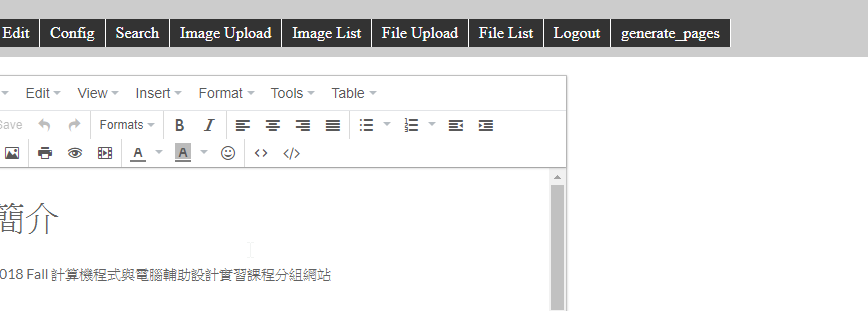 Edit Config Search Image Upload Image List File Upload File List Logout generate_pages
Edit View Insert Format Tools Table
Save Formats B I
A A
簡介
2018 Fall 計算機程式與電腦輔助設計實習課程分組網站